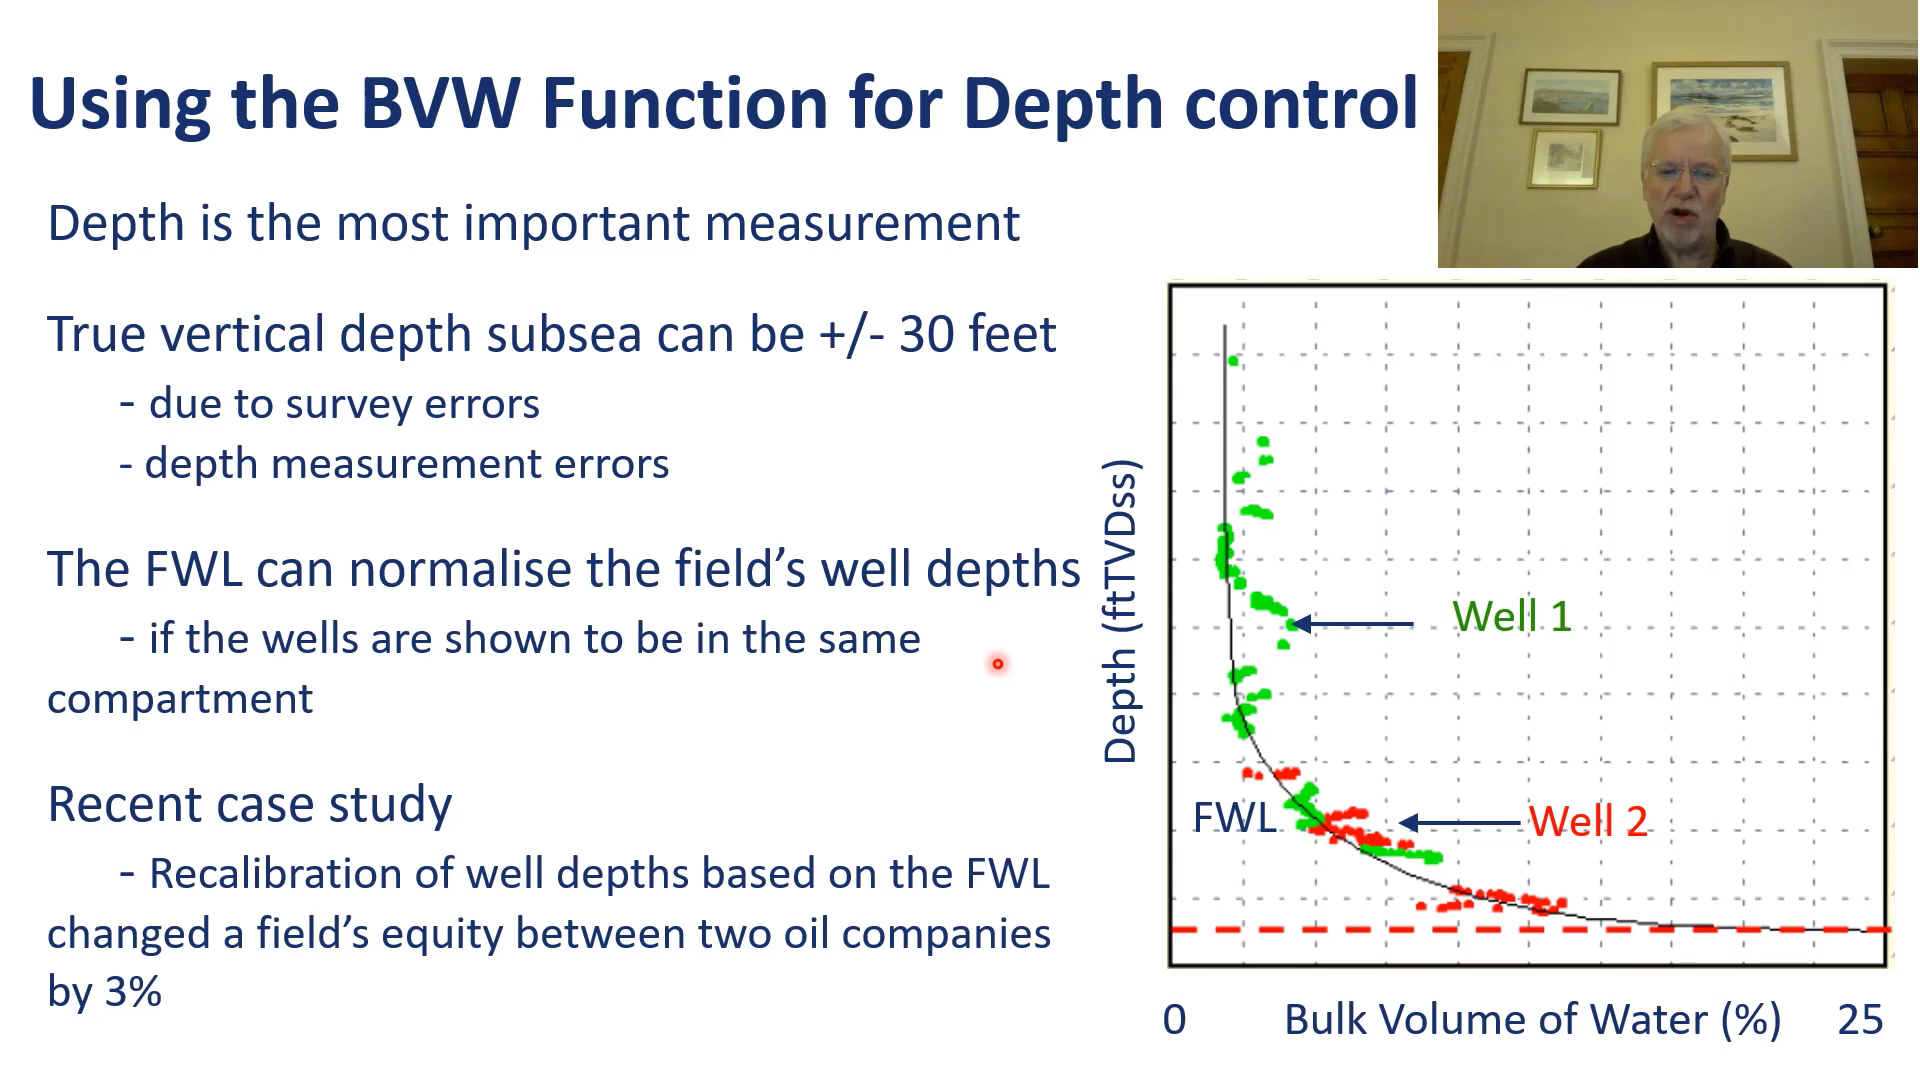 Using the BVW Function for Depth control
Depth is the most important measurement
True vertical depth subsea can be +/- 30 feet
- due to survey errors
- depth measurement errors
The FWL can normalise the field’s well depths
- if the wells are shown to be in the same
compartment
Recent case study
- Recalibration of well depths based on the FWL
changed a field’s equity between two oil companies
by 3%
Depth (ftTVDss)
Well 1
FWL
Well 2
0 Bulk Volume of Water (%) 25